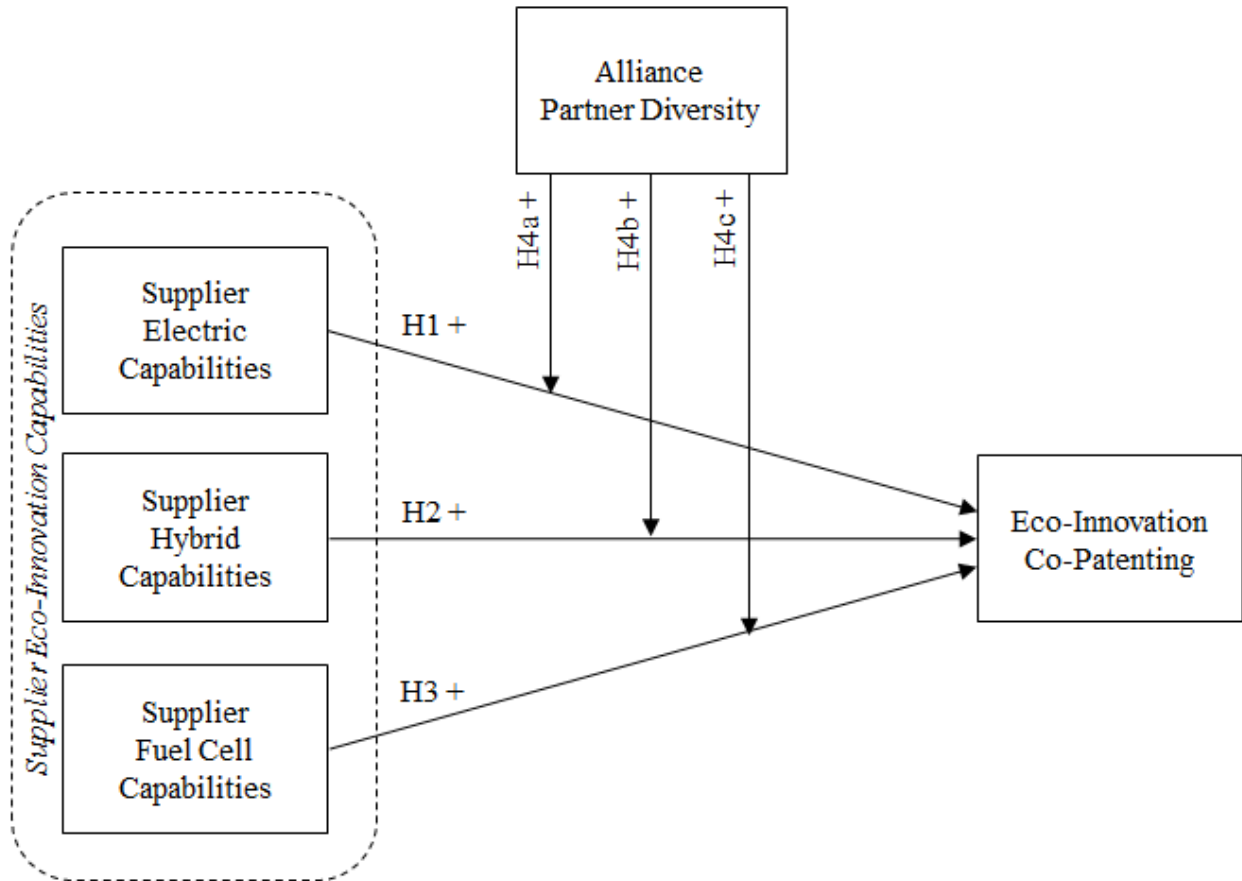 Alliance
Partner Diversity
H4a +
H4b +
H4c +
Supplier Eco-Innovation Capabilities
Supplier
Electric
Capabilities
H1 +
Supplier
Hybrid
Capabilities
H2 +
Eco-Innovation
Co-Patenting
Supplier
Fuel Cell
Capabilities
H3 +